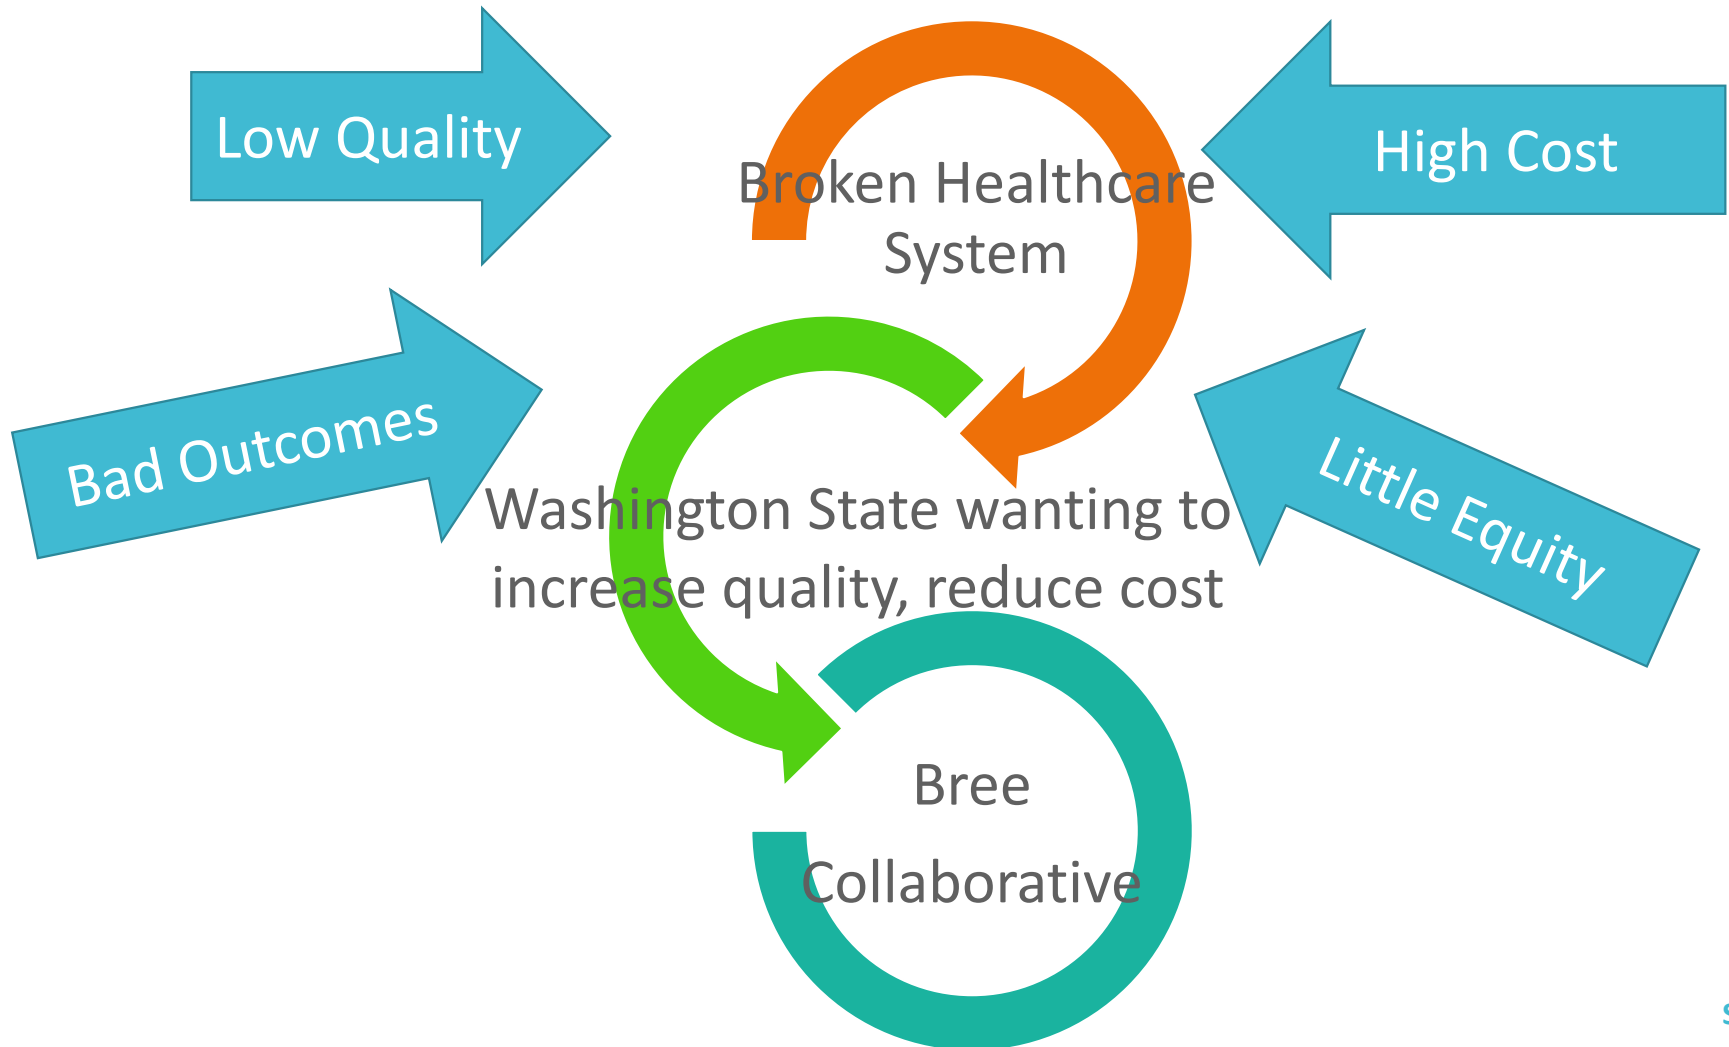 Low Quality
High Cost
Broken Healthcare
System
Bad Outcomes
Little Equity
Washington State wanting to
increase quality, reduce cost
Bree
Collaborative